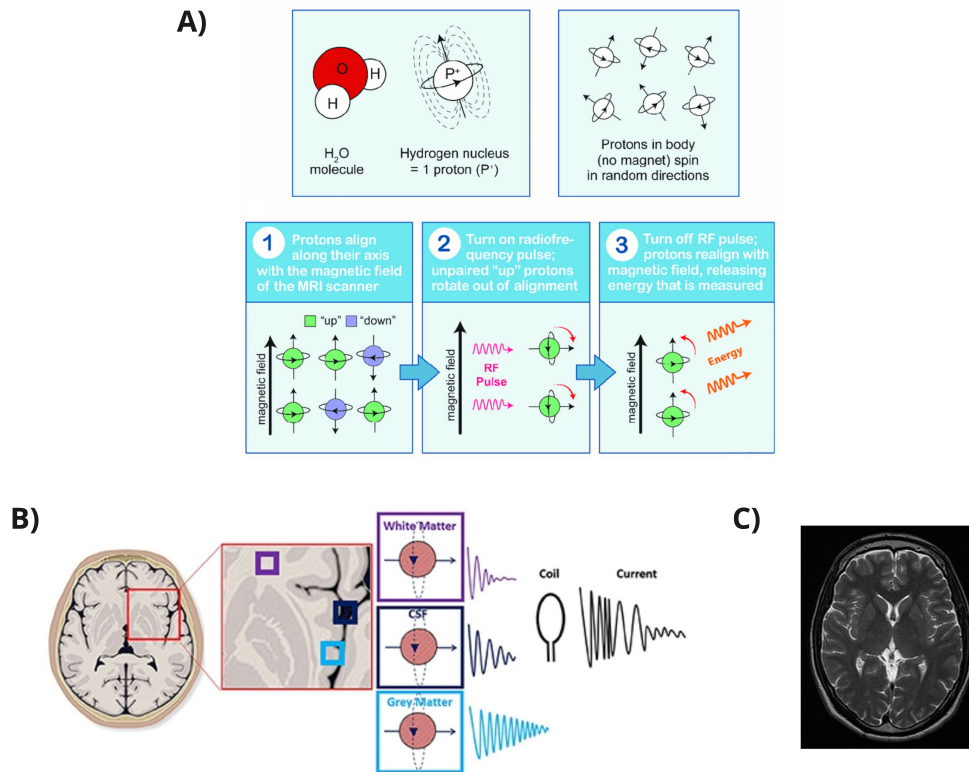 A)
O
H
H
H₂O
molecule
P⁺
Hydrogen nucleus
= 1 proton (P⁺)
Protons in body
(no magnet) spin
in random directions
1
Protons align
along their axis
with the magnetic field
of the MRI scanner
"up" "down"
magnetic field
2
Turn on radiofre-
quency pulse;
unpaired "up" protons
rotate out of alignment
magnetic field
RF
Pulse
3
Turn off RF pulse;
protons realign with
magnetic field, releasing
energy that is measured
magnetic field
Energy
B)
White Matter
CSF
Grey Matter
Coil
Current
C)